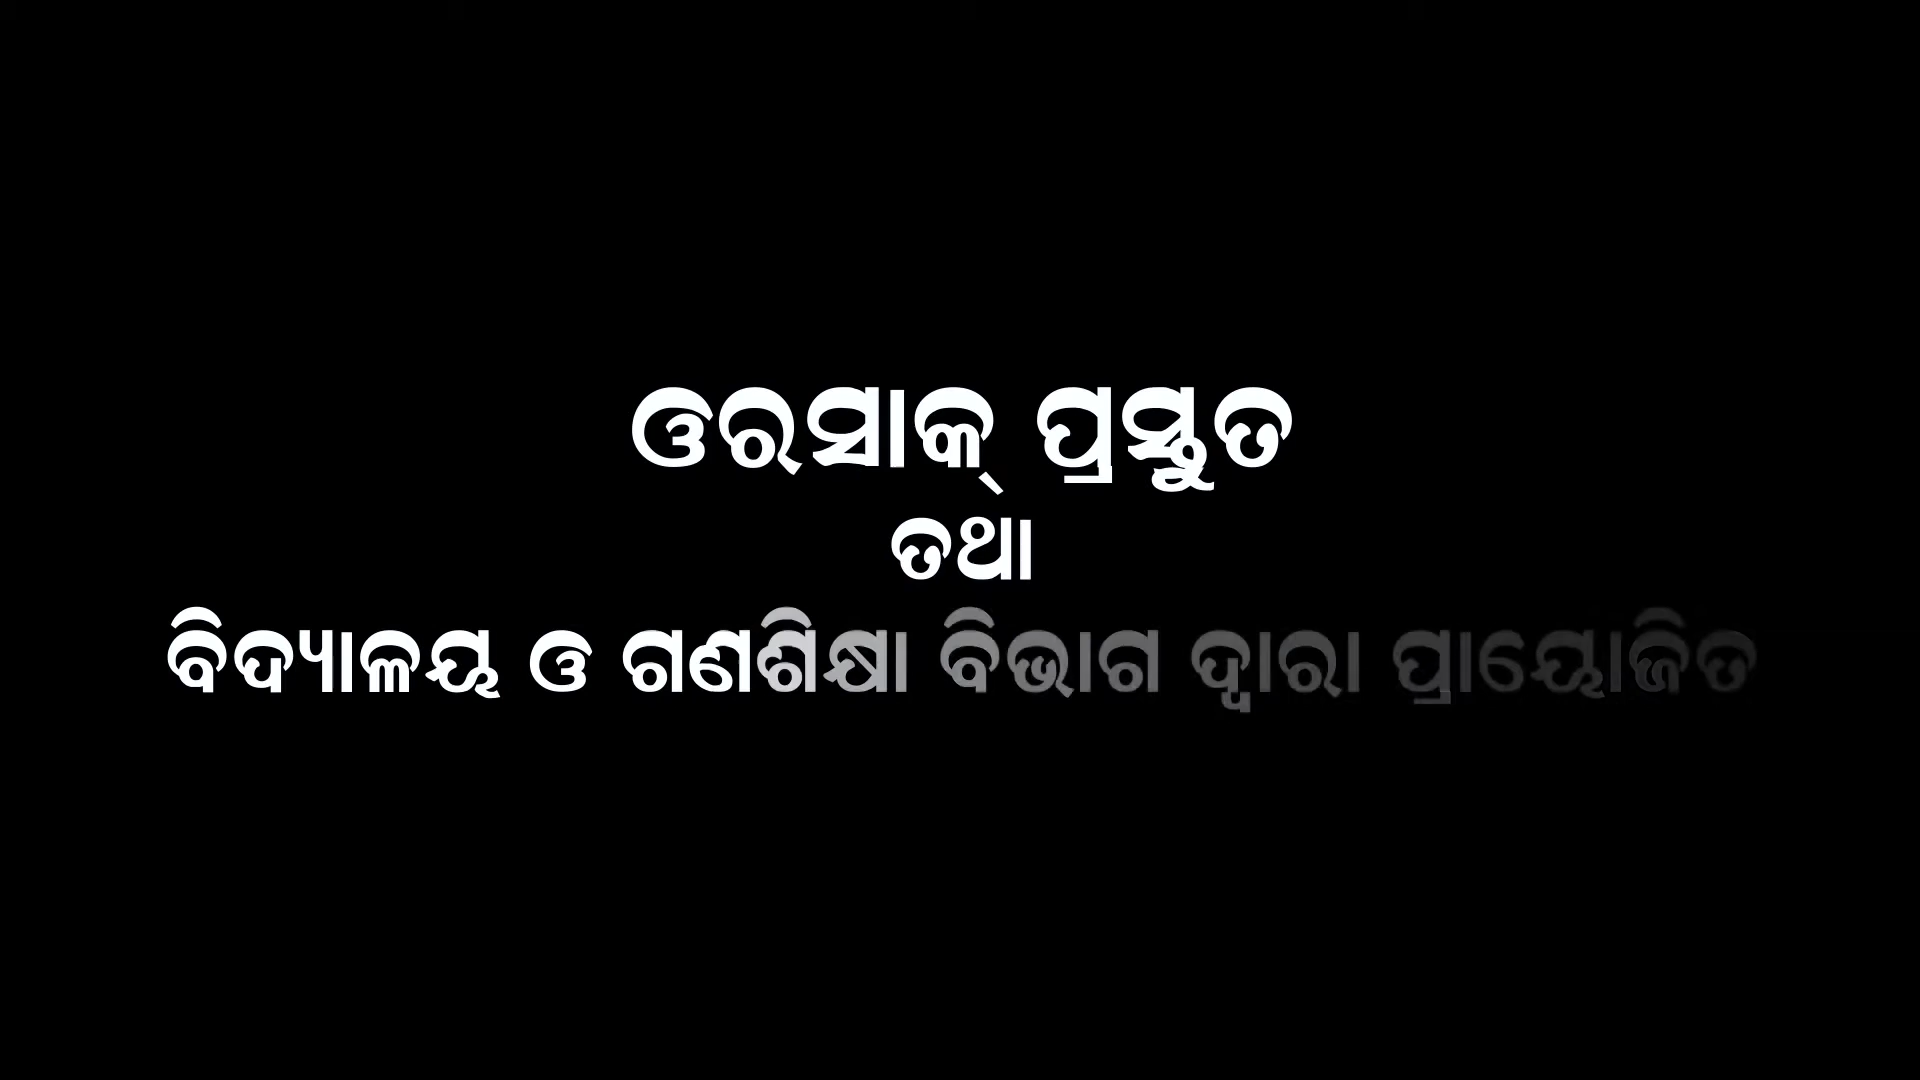 ଓରସାକ୍ ପ୍ରସ୍ତୁତ
ତଥା
ବିଦ୍ୟାଳୟ ଓ ଗଣଶିକ୍ଷା ବିଭାଗ ଦ୍ୱାରା ପ୍ରାୟୋଜିତ